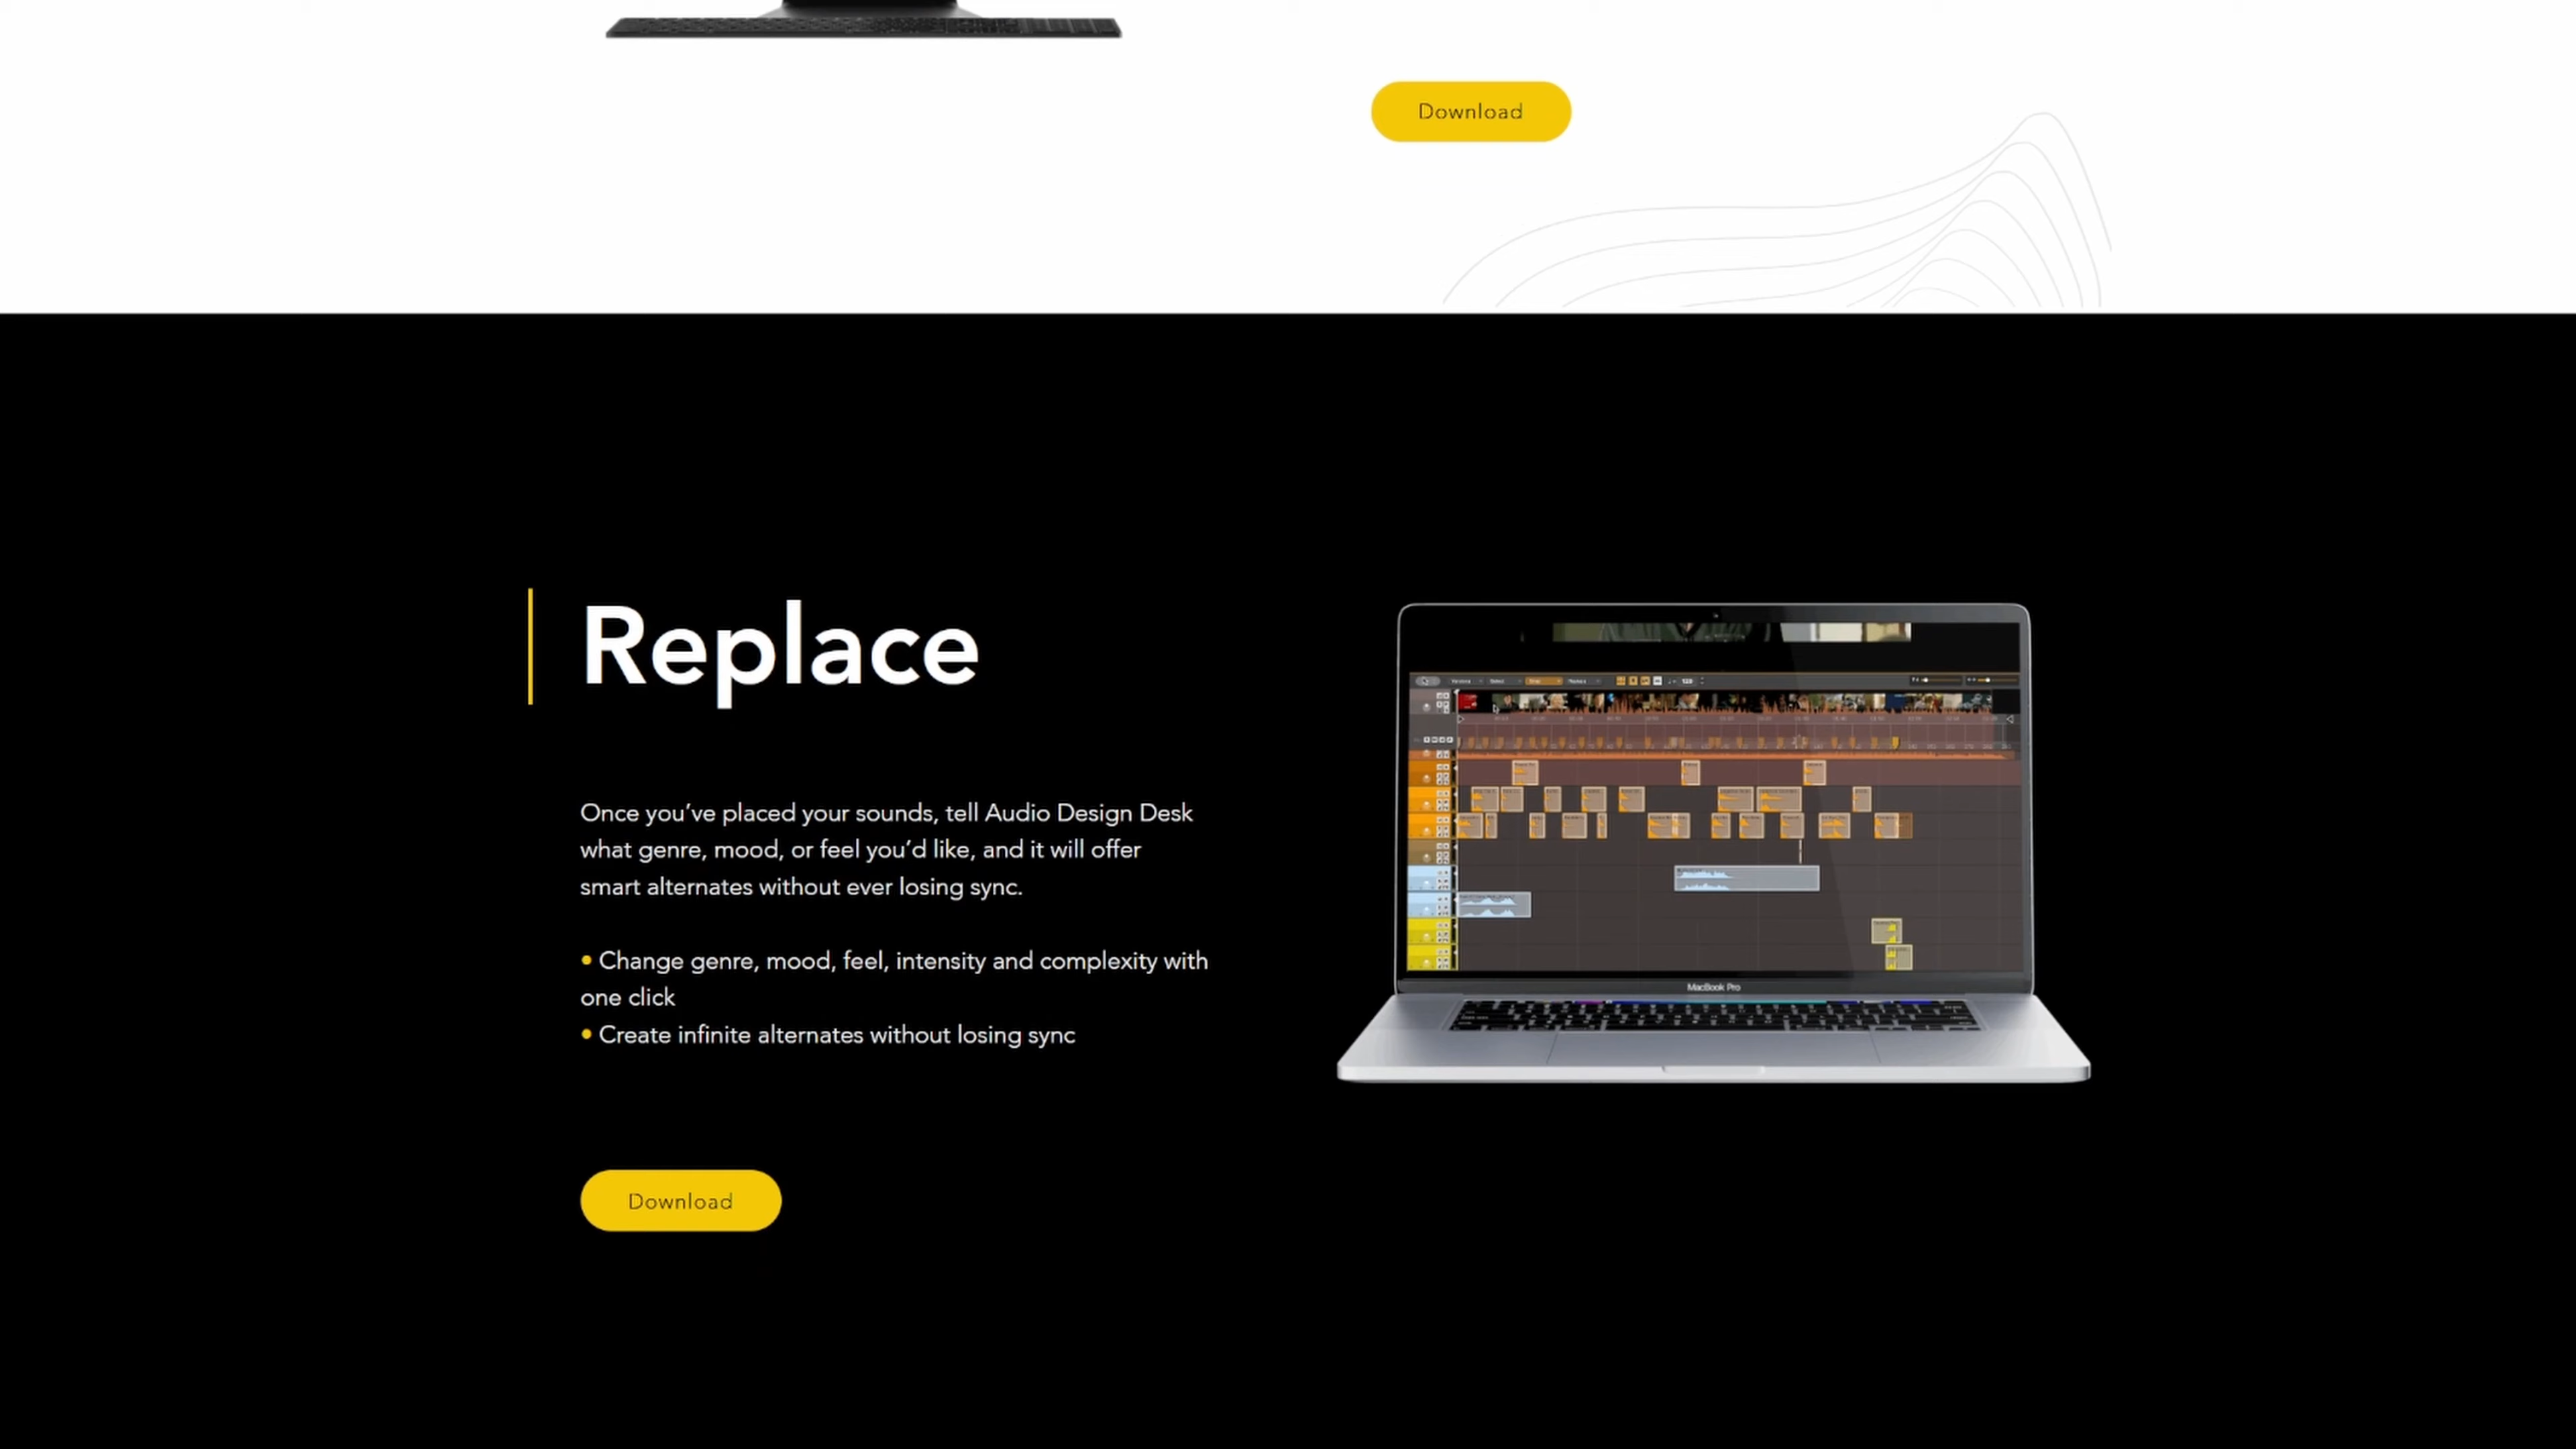 Download
Replace
Once you’ve placed your sounds, tell Audio Design Desk
what genre, mood, or feel you’d like, and it will offer
smart alternates without ever losing sync.
• Change genre, mood, feel, intensity and complexity with
one click
• Create infinite alternates without losing sync
MacBook Pro
Download